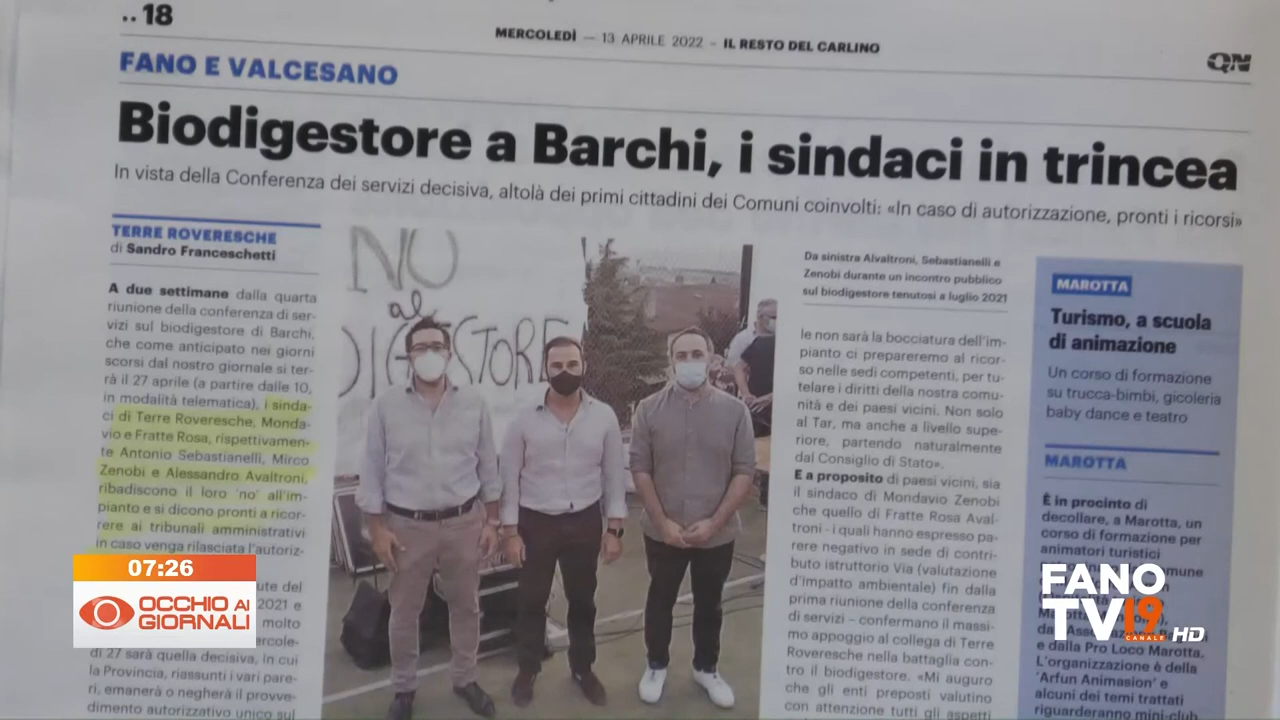 .. 18
MERCOLEDÌ — 13 APRILE 2022 – IL RESTO DEL CARLINO
QN
FANO E VALCESANO
Biodigestore a Barchi, i sindaci in trincea
In vista della Conferenza dei servizi decisiva, altolà dei primi cittadini dei Comuni coinvolti: «In caso di autorizzazione, pronti i ricorsi»
TERRE ROVERESCHE
di Sandro Franceschetti
A due settimane dalla quarta
riunione della conferenza di ser-
vizi sul biodigestore di Barchi,
che come anticipato nei giorni
scorsi dal nostro giornale si ter-
rà il 27 aprile (a partire dalle 10,
in modalità telematica), i sinda-
ci di Terre Roveresche, Monda-
vio e Fratte Rosa, rispettivamen-
te Antonio Sebastianelli, Mirco
Zenobi e Alessandro Avaltroni,
ribadiscono il loro 'no' all'im-
pianto e si dicono pronti a ricor-
rere ai tribunali amministrativi
in caso venga rilasciata l'autoriz-
ute del
2021 e
molto
ercole-
dì 27 sarà quella decisiva, in cui
la Provincia, riassunti i vari pare-
ri, emanerà o negherà il provve-
dimento autorizzativo unico sul
NO
al
DIGESTORE
Da sinistra Alvaltroni, Sebastianelli e
Zenobi durante un incontro pubblico
sul biodigestore tenutosi a luglio 2021
le non sarà la bocciatura dell'im-
pianto ci prepareremo al ricor-
so nelle sedi competenti, per tu-
telare i diritti della nostra comu-
nità e dei paesi vicini. Non solo
al Tar, ma anche a livello supe-
riore, partendo naturalmente
dal Consiglio di Stato».
E a proposito di paesi vicini, sia
il sindaco di Mondavio Zenobi
che quello di Fratte Rosa Aval-
troni - i quali hanno espresso pa-
rere negativo in sede di contri-
buto istruttorio Via (valutazione
d'impatto ambientale) fin dalla
prima riunione della conferenza
di servizi – confermano il massi-
mo appoggio al collega di Terre
Roveresche nella battaglia con-
tro il biodigestore. «Mi auguro
che gli enti preposti valutino
con attenzione tutti gli aspetti
MAROTTA
Turismo, a scuola
di animazione
Un corso di formazione
su trucca-bimbi, gicoleria
baby dance e teatro
MAROTTA
È in procinto di
decollare, a Marotta, un
corso di formazione per
animatori turistici
e dalla Pro Loco Marotta.
L'organizzazione è della
'Arfun Animasion' e
alcuni dei temi trattati
riguarderanno mini-club,
07:26
OCCHIO AI
GIORNALI
FANO
TV 19
CANALE HD